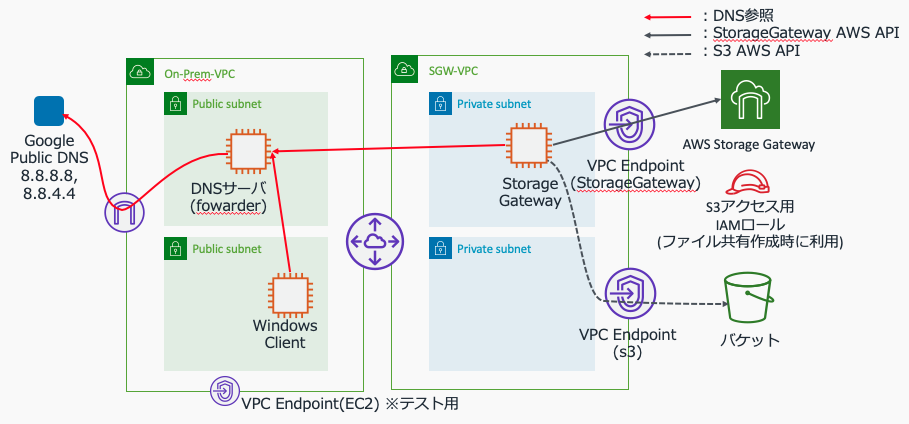 ：DNS参照
：StorageGateway AWS API
：S3 AWS API
On-Prem-VPC
SGW-VPC
Public subnet
Private subnet
Google
Public DNS
8.8.8.8,
8.8.4.4
DNSサーバ
(fowarder)
Storage
Gateway
VPC Endpoint
(StorageGateway)
AWS Storage Gateway
S3アクセス用
IAMロール
(ファイル共有作成時に利用)
Public subnet
Private subnet
Windows
Client
VPC Endpoint
(s3)
バケット
VPC Endpoint(EC2) ※テスト用